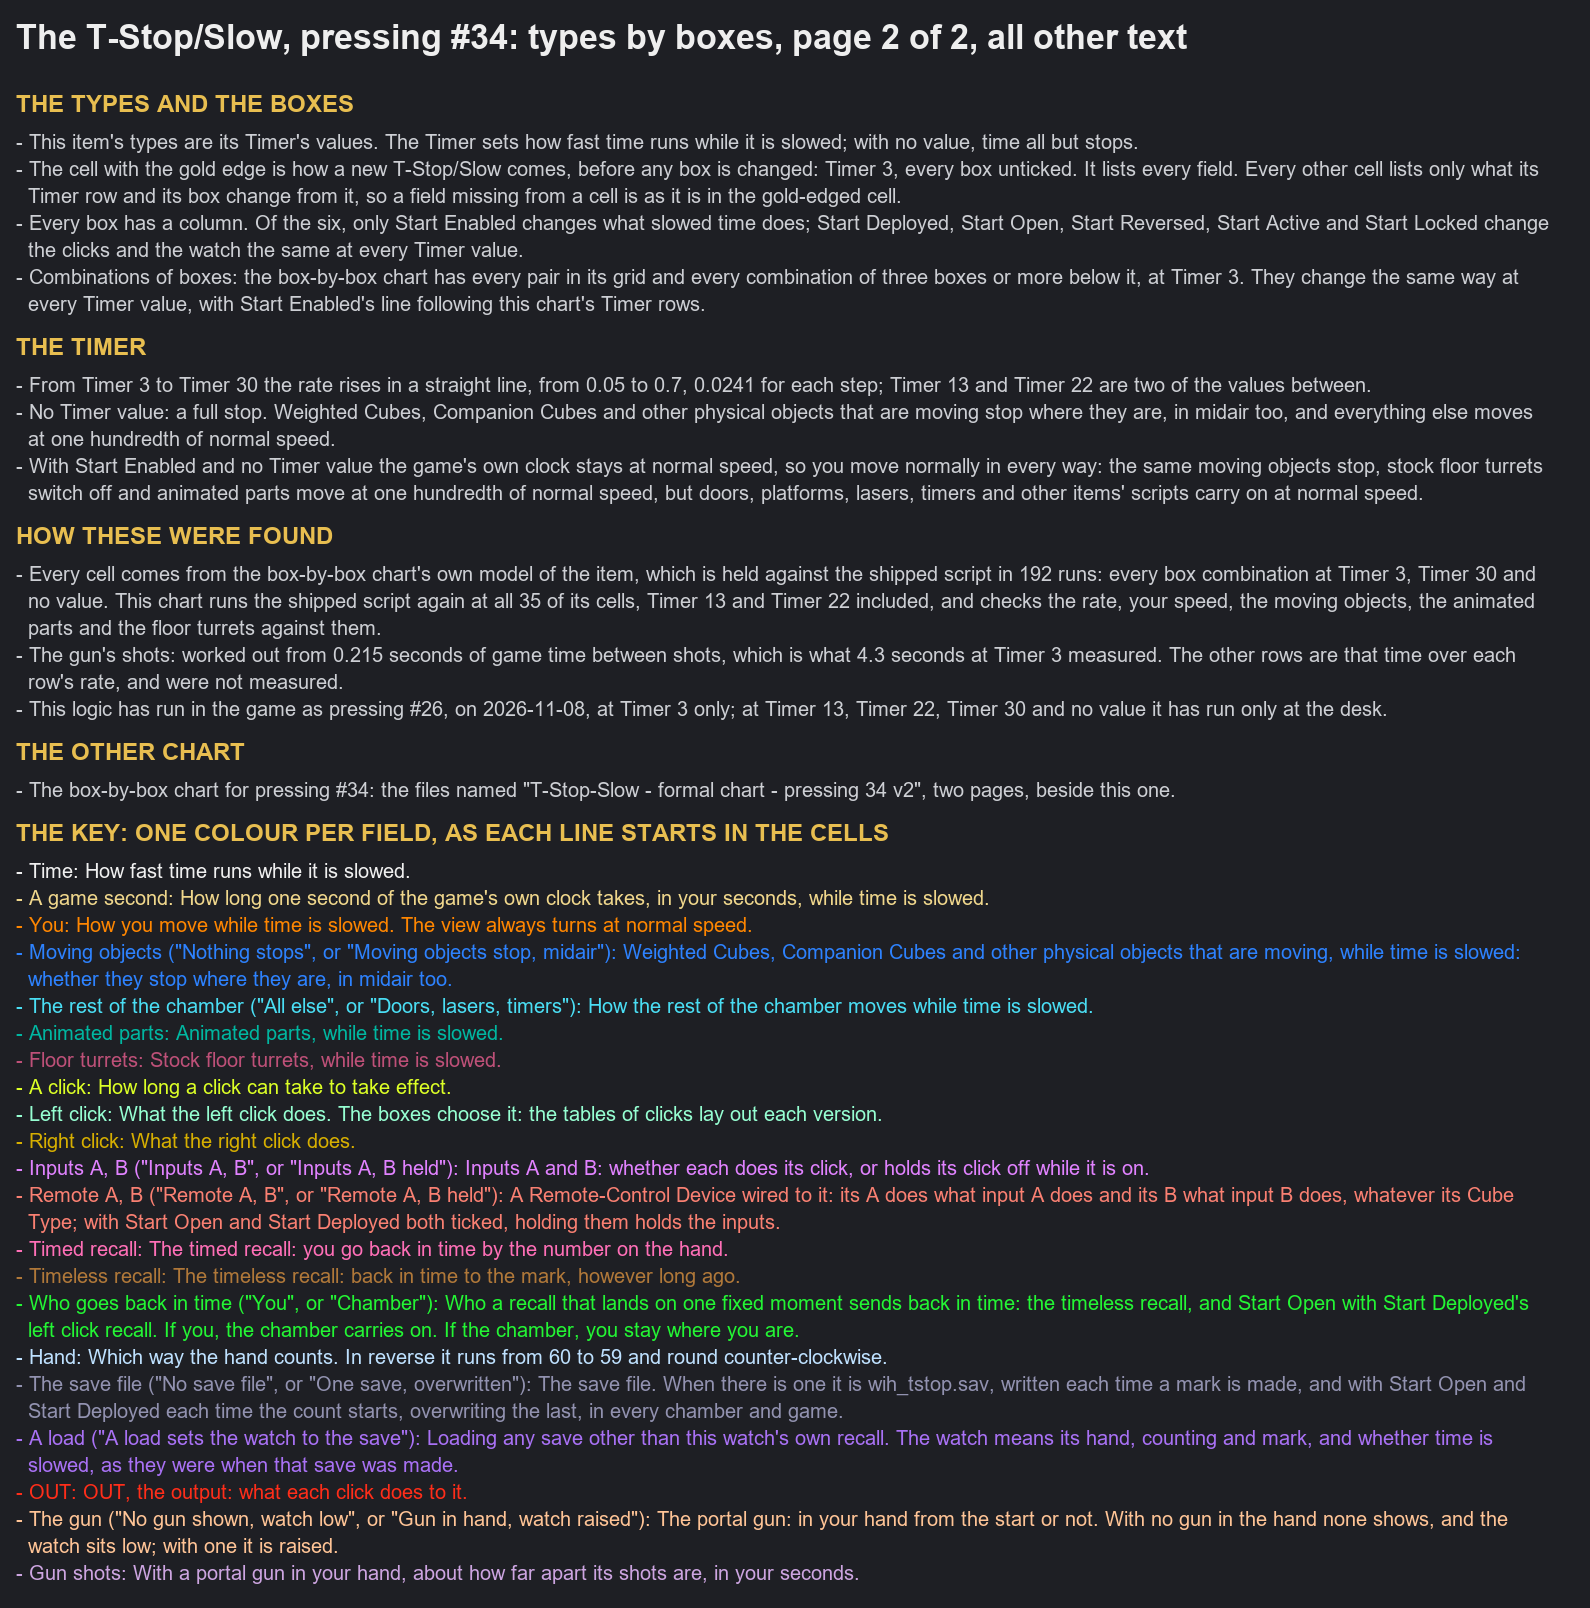 The T-Stop/Slow, pressing #34: types by boxes, page 2 of 2, all other text
THE TYPES AND THE BOXES
- This item's types are its Timer's values. The Timer sets how fast time runs while it is slowed; with no value, time all but stops.
- The cell with the gold edge is how a new T-Stop/Slow comes, before any box is changed: Timer 3, every box unticked. It lists every field. Every other cell lists only what its
Timer row and its box change from it, so a field missing from a cell is as it is in the gold-edged cell.
- Every box has a column. Of the six, only Start Enabled changes what slowed time does; Start Deployed, Start Open, Start Reversed, Start Active and Start Locked change
the clicks and the watch the same at every Timer value.
- Combinations of boxes: the box-by-box chart has every pair in its grid and every combination of three boxes or more below it, at Timer 3. They change the same way at
every Timer value, with Start Enabled's line following this chart's Timer rows.
THE TIMER
- From Timer 3 to Timer 30 the rate rises in a straight line, from 0.05 to 0.7, 0.0241 for each step; Timer 13 and Timer 22 are two of the values between.
- No Timer value: a full stop. Weighted Cubes, Companion Cubes and other physical objects that are moving stop where they are, in midair too, and everything else moves
at one hundredth of normal speed.
- With Start Enabled and no Timer value the game's own clock stays at normal speed, so you move normally in every way: the same moving objects stop, stock floor turrets
switch off and animated parts move at one hundredth of normal speed, but doors, platforms, lasers, timers and other items' scripts carry on at normal speed.
HOW THESE WERE FOUND
- Every cell comes from the box-by-box chart's own model of the item, which is held against the shipped script in 192 runs: every box combination at Timer 3, Timer 30 and
no value. This chart runs the shipped script again at all 35 of its cells, Timer 13 and Timer 22 included, and checks the rate, your speed, the moving objects, the animated
parts and the floor turrets against them.
- The gun's shots: worked out from 0.215 seconds of game time between shots, which is what 4.3 seconds at Timer 3 measured. The other rows are that time over each
row's rate, and were not measured.
- This logic has run in the game as pressing #26, on 2026-11-08, at Timer 3 only; at Timer 13, Timer 22, Timer 30 and no value it has run only at the desk.
THE OTHER CHART
- The box-by-box chart for pressing #34: the files named "T-Stop-Slow - formal chart - pressing 34 v2", two pages, beside this one.
THE KEY: ONE COLOUR PER FIELD, AS EACH LINE STARTS IN THE CELLS
- Time: How fast time runs while it is slowed.
- A game second: How long one second of the game's own clock takes, in your seconds, while time is slowed.
- You: How you move while time is slowed. The view always turns at normal speed.
- Moving objects ("Nothing stops", or "Moving objects stop, midair"): Weighted Cubes, Companion Cubes and other physical objects that are moving, while time is slowed:
whether they stop where they are, in midair too.
- The rest of the chamber ("All else", or "Doors, lasers, timers"): How the rest of the chamber moves while time is slowed.
- Animated parts: Animated parts, while time is slowed.
- Floor turrets: Stock floor turrets, while time is slowed.
- A click: How long a click can take to take effect.
- Left click: What the left click does. The boxes choose it: the tables of clicks lay out each version.
- Right click: What the right click does.
- Inputs A, B ("Inputs A, B", or "Inputs A, B held"): Inputs A and B: whether each does its click, or holds its click off while it is on.
- Remote A, B ("Remote A, B", or "Remote A, B held"): A Remote-Control Device wired to it: its A does what input A does and its B what input B does, whatever its Cube
Type; with Start Open and Start Deployed both ticked, holding them holds the inputs.
- Timed recall: The timed recall: you go back in time by the number on the hand.
- Timeless recall: The timeless recall: back in time to the mark, however long ago.
- Who goes back in time ("You", or "Chamber"): Who a recall that lands on one fixed moment sends back in time: the timeless recall, and Start Open with Start Deployed's
left click recall. If you, the chamber carries on. If the chamber, you stay where you are.
- Hand: Which way the hand counts. In reverse it runs from 60 to 59 and round counter-clockwise.
- The save file ("No save file", or "One save, overwritten"): The save file. When there is one it is wih_tstop.sav, written each time a mark is made, and with Start Open and
Start Deployed each time the count starts, overwriting the last, in every chamber and game.
- A load ("A load sets the watch to the save"): Loading any save other than this watch's own recall. The watch means its hand, counting and mark, and whether time is
slowed, as they were when that save was made.
- OUT: OUT, the output: what each click does to it.
- The gun ("No gun shown, watch low", or "Gun in hand, watch raised"): The portal gun: in your hand from the start or not. With no gun in the hand none shows, and the
watch sits low; with one it is raised.
- Gun shots: With a portal gun in your hand, about how far apart its shots are, in your seconds.